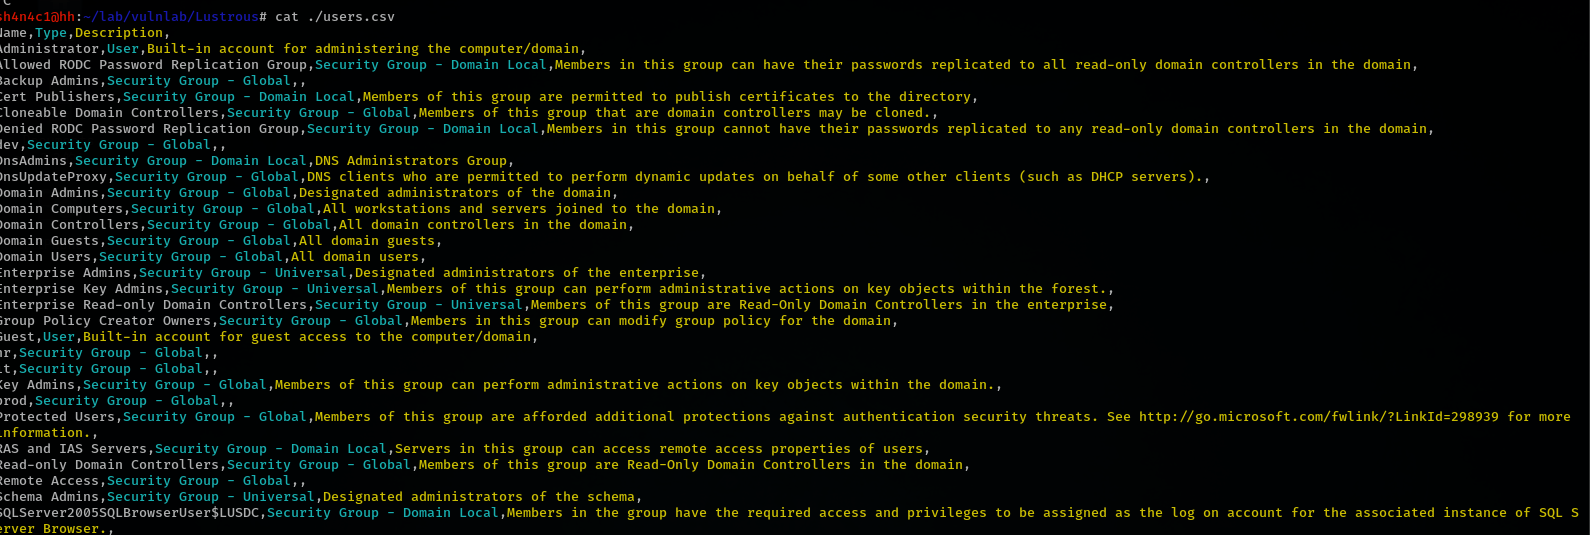 sh4n4c1@hh:~/lab/vulnlab/Lustrous# cat ./users.csv
Name,Type,Description,
Administrator,User,Built-in account for administering the computer/domain,
Allowed RODC Password Replication Group,Security Group - Domain Local,Members in this group can have their passwords replicated to all read-only domain controllers in the domain,
Backup Admins,Security Group - Global,,
Cert Publishers,Security Group - Domain Local,Members of this group are permitted to publish certificates to the directory,
Cloneable Domain Controllers,Security Group - Global,Members of this group that are domain controllers may be cloned.,
Denied RODC Password Replication Group,Security Group - Domain Local,Members in this group cannot have their passwords replicated to any read-only domain controllers in the domain,
dev,Security Group - Global,,
DnsAdmins,Security Group - Domain Local,DNS Administrators Group,
DnsUpdateProxy,Security Group - Global,DNS clients who are permitted to perform dynamic updates on behalf of some other clients (such as DHCP servers).,
Domain Admins,Security Group - Global,Designated administrators of the domain,
Domain Computers,Security Group - Global,All workstations and servers joined to the domain,
Domain Controllers,Security Group - Global,All domain controllers in the domain,
Domain Guests,Security Group - Global,All domain guests,
Domain Users,Security Group - Global,All domain users,
Enterprise Admins,Security Group - Universal,Designated administrators of the enterprise,
Enterprise Key Admins,Security Group - Universal,Members of this group can perform administrative actions on key objects within the forest.,
Enterprise Read-only Domain Controllers,Security Group - Universal,Members of this group are Read-Only Domain Controllers in the enterprise,
Group Policy Creator Owners,Security Group - Global,Members in this group can modify group policy for the domain,
Guest,User,Built-in account for guest access to the computer/domain,
hr,Security Group - Global,,
it,Security Group - Global,,
Key Admins,Security Group - Global,Members of this group can perform administrative actions on key objects within the domain.,
prod,Security Group - Global,,
Protected Users,Security Group - Global,Members of this group are afforded additional protections against authentication security threats. See http://go.microsoft.com/fwlink/?LinkId=298939 for more
information.,
RAS and IAS Servers,Security Group - Domain Local,Servers in this group can access remote access properties of users,
Read-only Domain Controllers,Security Group - Global,Members of this group are Read-Only Domain Controllers in the domain,
Remote Access,Security Group - Global,,
Schema Admins,Security Group - Universal,Designated administrators of the schema,
SQLServer2005SQLBrowserUser$LUSDC,Security Group - Domain Local,Members in the group have the required access and privileges to be assigned as the log on account for the associated instance of SQL S
erver Browser.,